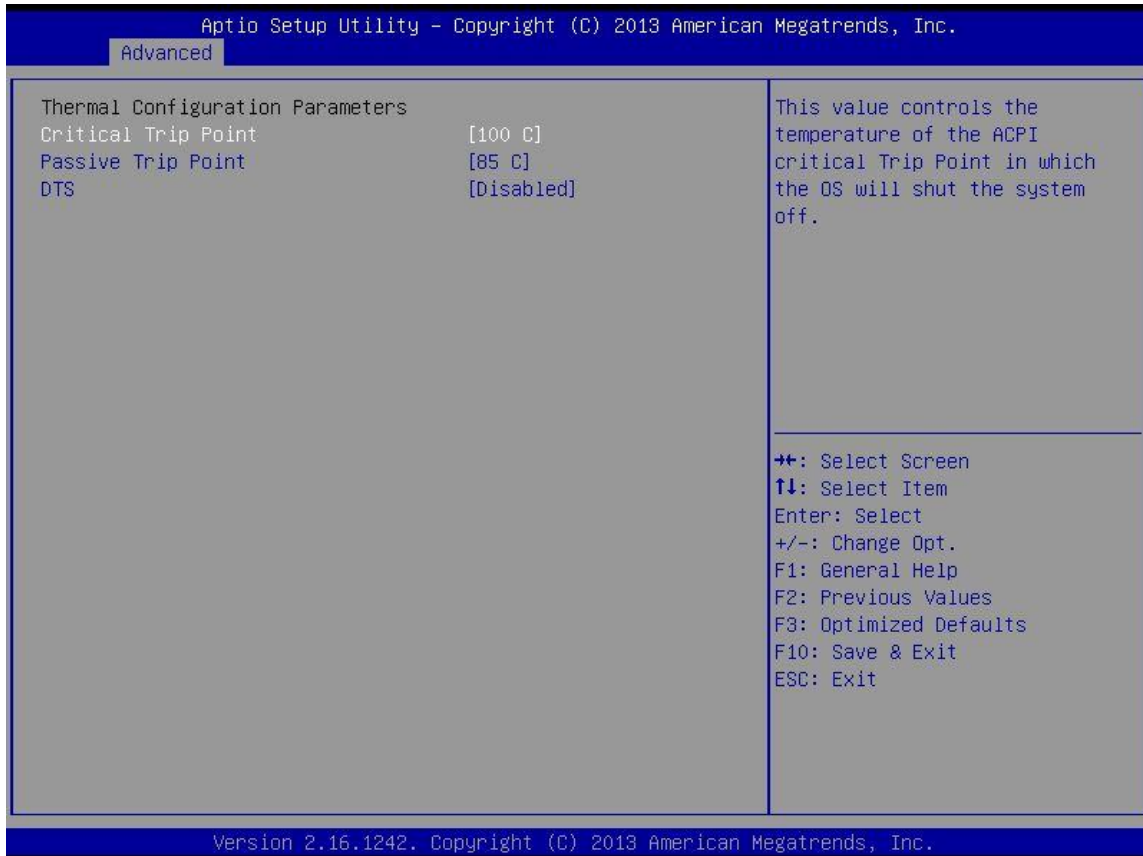 Aptio Setup Utility – Copyright (C) 2013 American Megatrends, Inc.
Advanced
Thermal Configuration Parameters
Critical Trip Point [100 C]
Passive Trip Point [85 C]
DTS [Disabled]
This value controls the
temperature of the ACPI
critical Trip Point in which
the OS will shut the system
off.
→←: Select Screen
↑↓: Select Item
Enter: Select
+/-: Change Opt.
F1: General Help
F2: Previous Values
F3: Optimized Defaults
F10: Save & Exit
ESC: Exit
Version 2.16.1242. Copyright (C) 2013 American Megatrends, Inc.